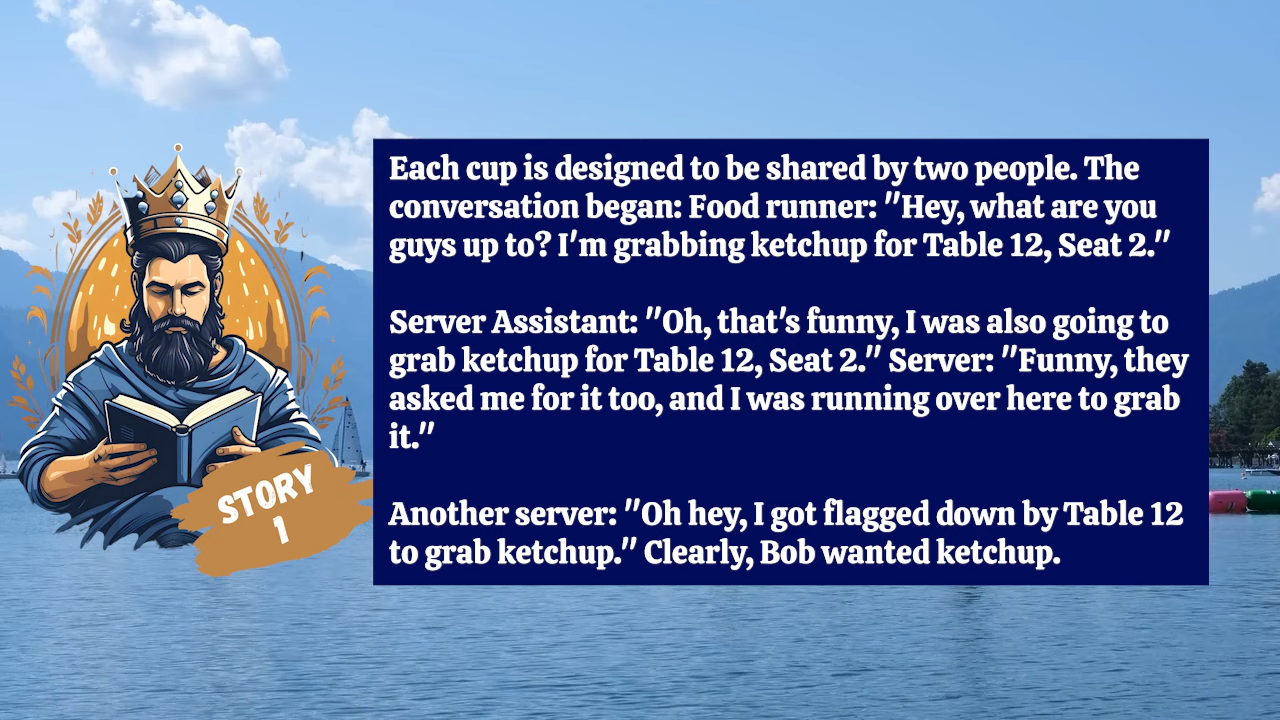 Each cup is designed to be shared by two people. The
conversation began: Food runner: "Hey, what are you
guys up to? I'm grabbing ketchup for Table 12, Seat 2."
Server Assistant: "Oh, that's funny, I was also going to
grab ketchup for Table 12, Seat 2." Server: "Funny, they
asked me for it too, and I was running over here to grab
it."
Another server: "Oh hey, I got flagged down by Table 12
to grab ketchup." Clearly, Bob wanted ketchup.
STORY
1